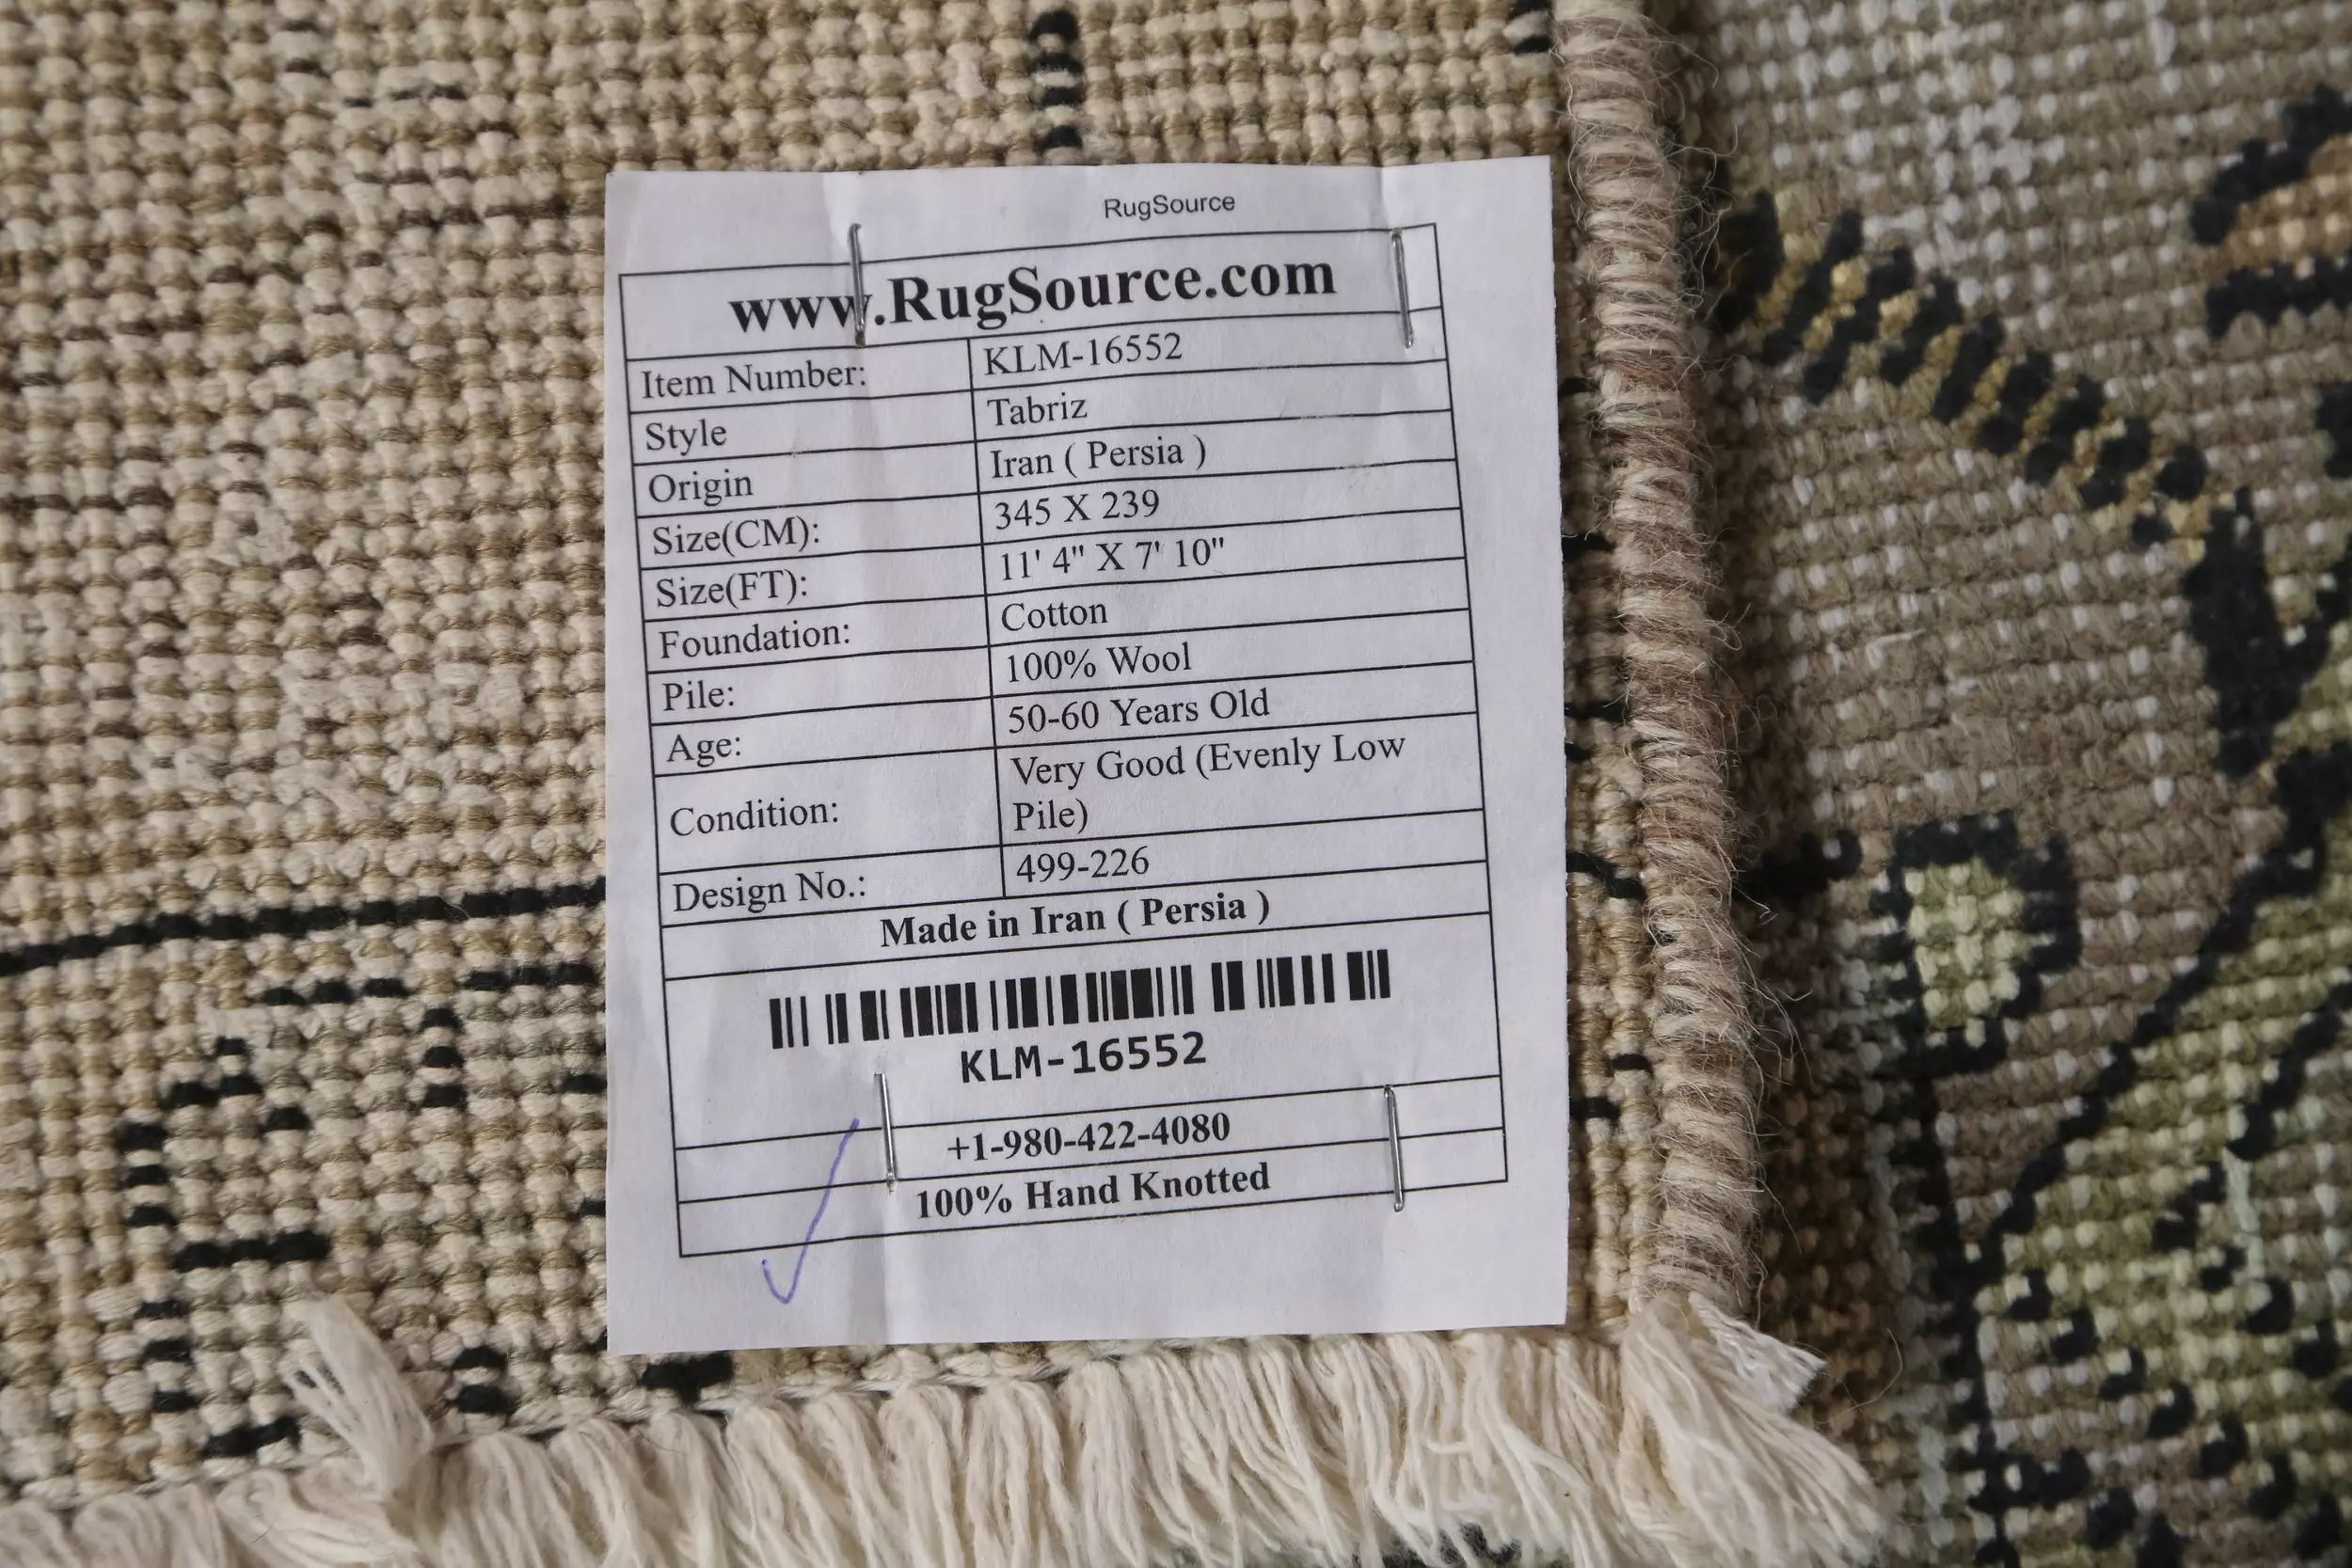 RugSource
www.RugSource.com
Item Number: KLM-16552
Style Tabriz
Origin Iran ( Persia )
Size(CM): 345 X 239
Size(FT): 11' 4" X 7' 10"
Foundation: Cotton
Pile: 100% Wool
Age: 50-60 Years Old
Condition: Very Good (Evenly Low
Pile)
Design No.: 499-226
Made in Iran ( Persia )
KLM-16552
+1-980-422-4080
100% Hand Knotted